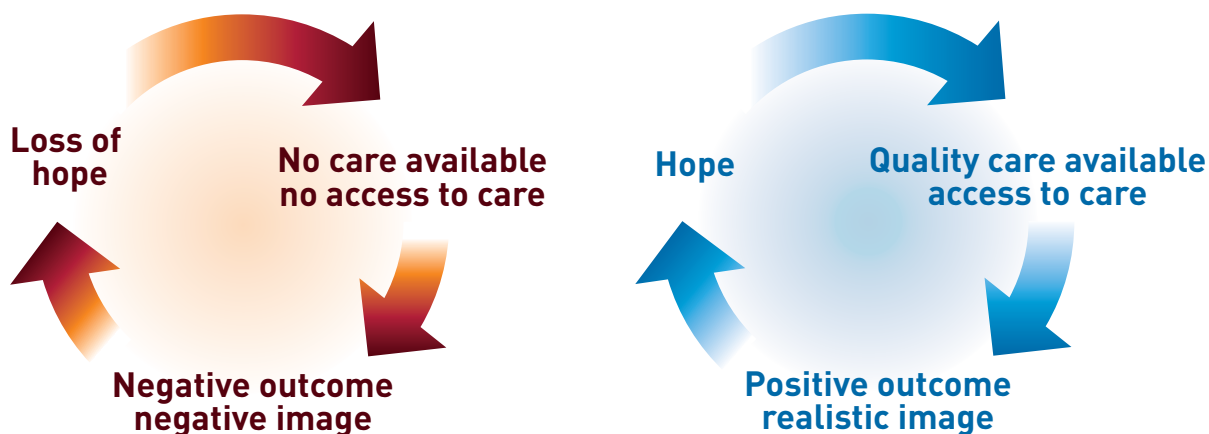 Loss of
hope
No care available
no access to care
Negative outcome
negative image
Hope
Quality care available
access to care
Positive outcome
realistic image